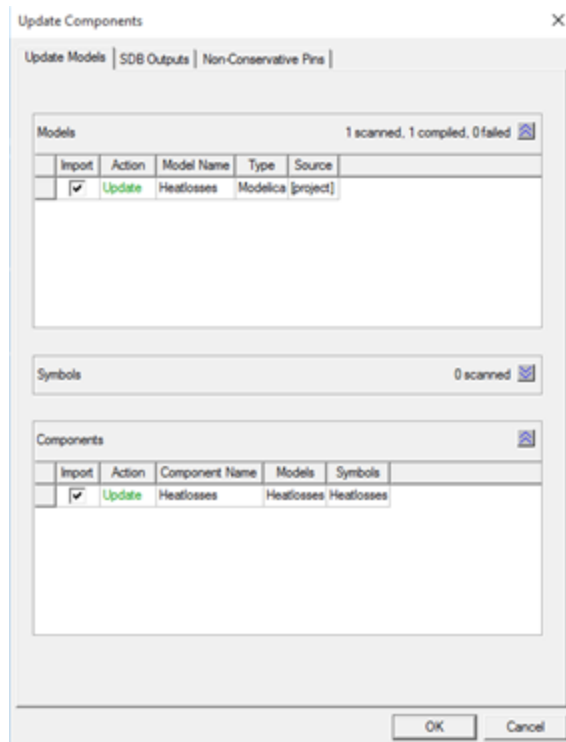 Update Components
Update Models SDB Outputs Non-Conservative Pins
Models 1 scanned, 1 compiled, 0 failed
Import Action Model Name Type Source
Update Heatlosses Modelica [project]
Symbols 0 scanned
Components
Import Action Component Name Models Symbols
Update Heatlosses Heatlosses Heatlosses
OK Cancel